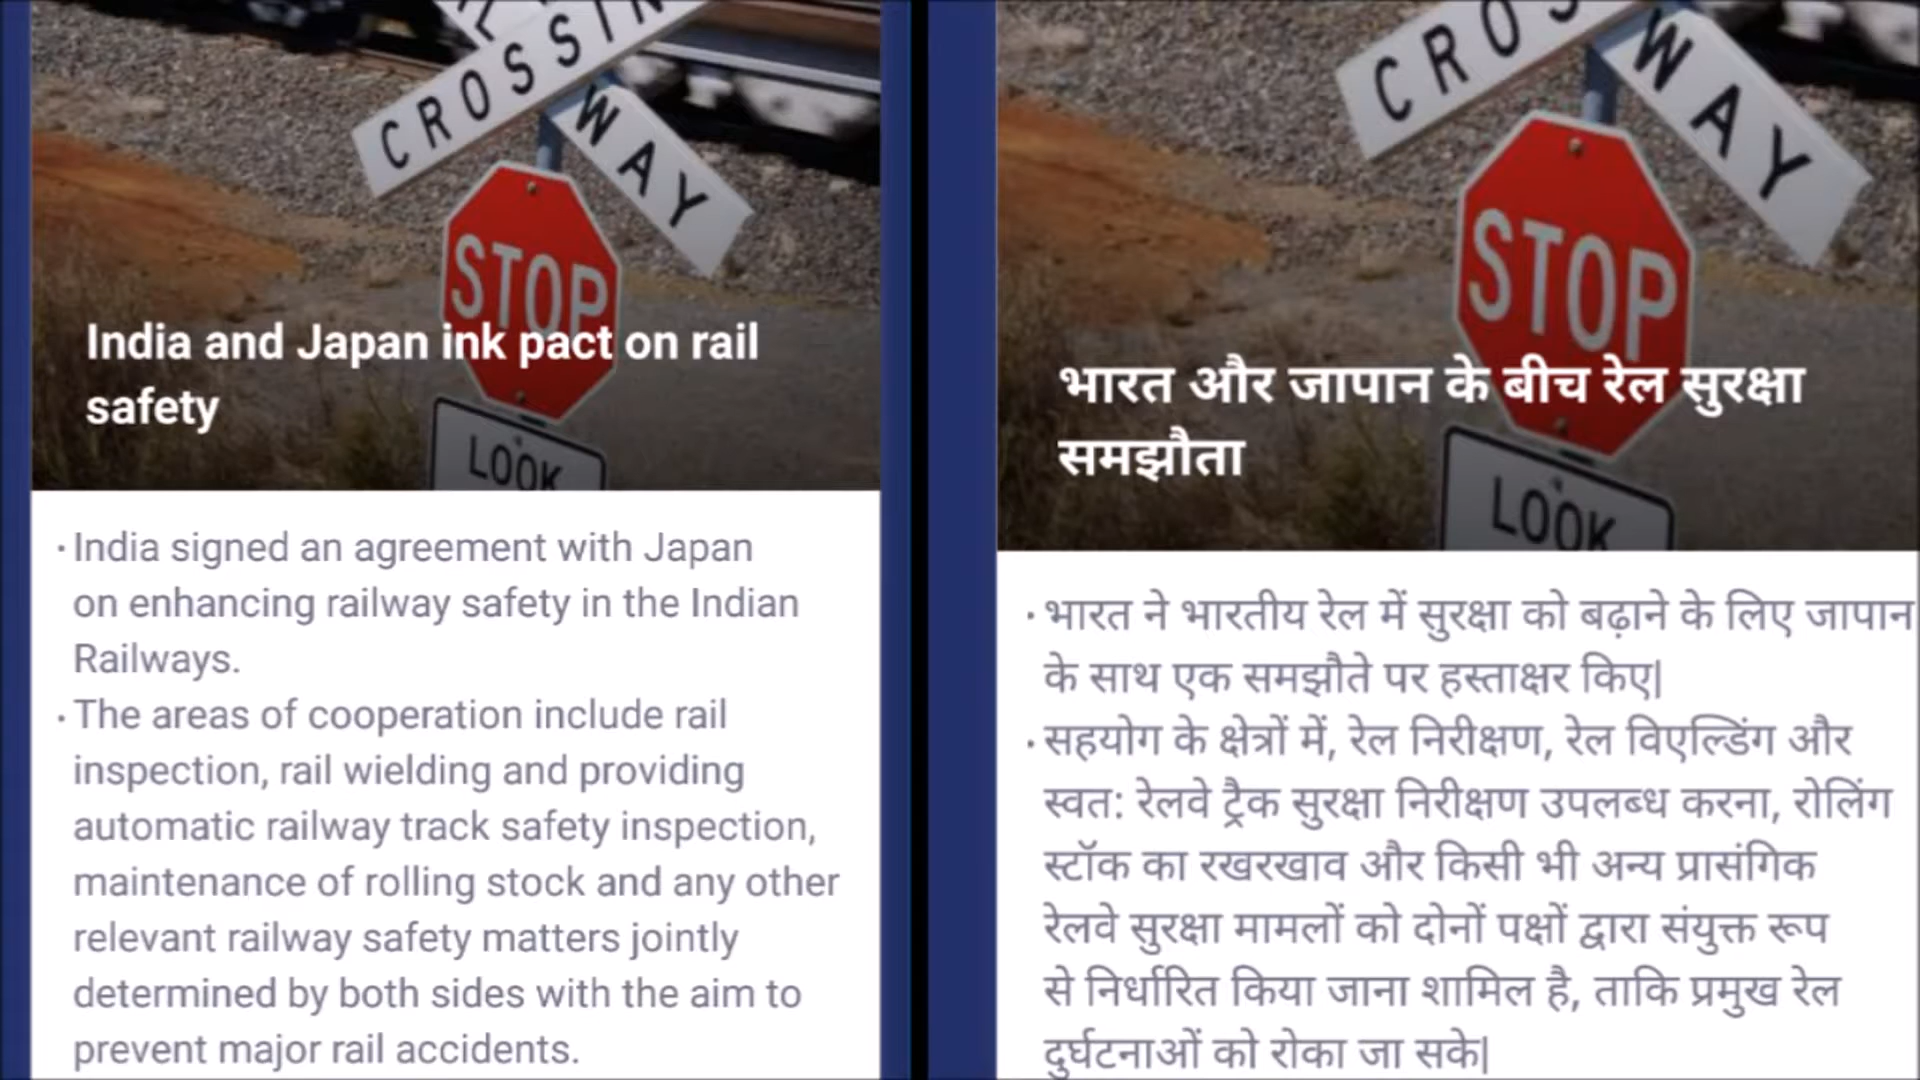 CROSSIN
WAY
STOP
India and Japan ink pact on rail
safety
LOOK
· India signed an agreement with Japan
on enhancing railway safety in the Indian
Railways.
· The areas of cooperation include rail
inspection, rail wielding and providing
automatic railway track safety inspection,
maintenance of rolling stock and any other
relevant railway safety matters jointly
determined by both sides with the aim to
prevent major rail accidents.
CROS
WAY
STOP
भारत और जापान के बीच रेल सुरक्षा
समझौता
LOOK
· भारत ने भारतीय रेल में सुरक्षा को बढ़ाने के लिए जापान
के साथ एक समझौते पर हस्ताक्षर किए|
· सहयोग के क्षेत्रों में, रेल निरीक्षण, रेल विएल्डिंग और
स्वत: रेलवे ट्रैक सुरक्षा निरीक्षण उपलब्ध करना, रोलिंग
स्टॉक का रखरखाव और किसी भी अन्य प्रासंगिक
रेलवे सुरक्षा मामलों को दोनों पक्षों द्वारा संयुक्त रूप
से निर्धारित किया जाना शामिल है, ताकि प्रमुख रेल
दुर्घटनाओं को रोका जा सके|